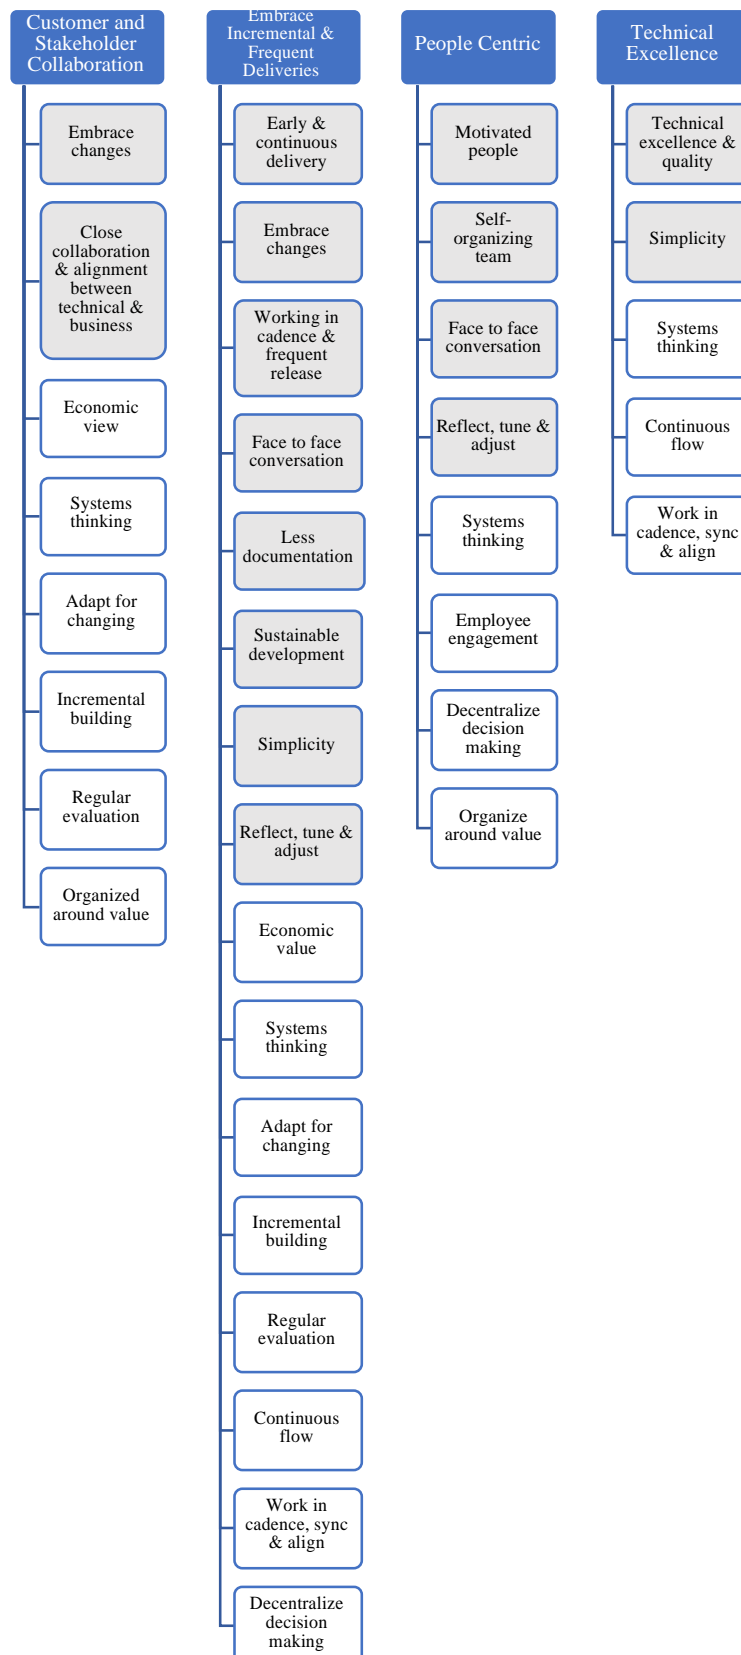 Customer and
Stakeholder
Collaboration
Embrace
changes
Close
collaboration
& alignment
between
technical &
business
Economic
view
Systems
thinking
Adapt for
changing
Incremental
building
Regular
evaluation
Organized
around value
Embrace
Incremental &
Frequent
Deliveries
Early &
continuous
delivery
Embrace
changes
Working in
cadence &
frequent
release
Face to face
conversation
Less
documentation
Sustainable
development
Simplicity
Reflect, tune &
adjust
Economic
value
Systems
thinking
Adapt for
changing
Incremental
building
Regular
evaluation
Continuous
flow
Work in
cadence, sync
& align
Decentralize
decision
making
People Centric
Motivated
people
Self-
organizing
team
Face to face
conversation
Reflect, tune &
adjust
Systems
thinking
Employee
engagement
Decentralize
decision
making
Organize
around value
Technical
Excellence
Technical
excellence &
quality
Simplicity
Systems
thinking
Continuous
flow
Work in
cadence, sync
& align